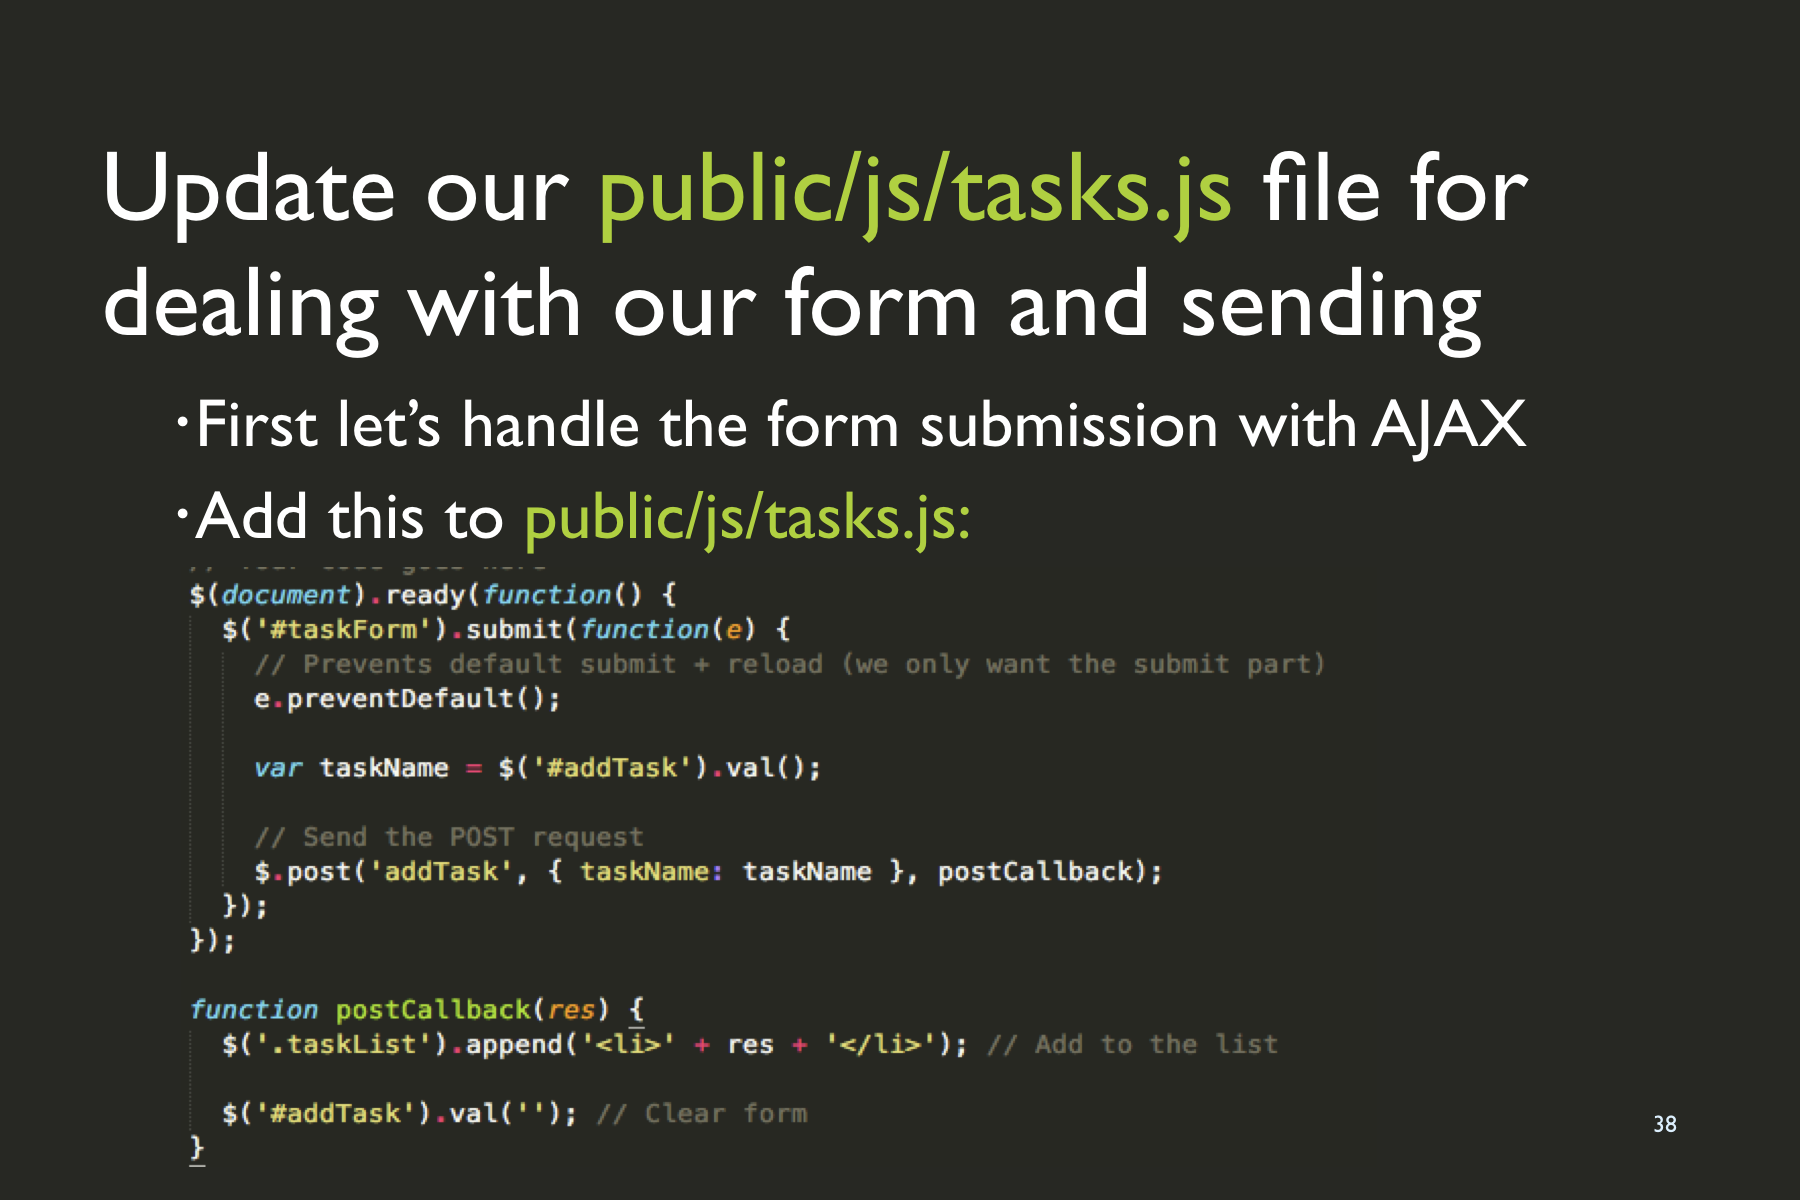 Update our public/js/tasks.js file for
dealing with our form and sending
•First let’s handle the form submission with AJAX
•Add this to public/js/tasks.js:
$(document).ready(function() {
  $('#taskForm').submit(function(e) {
    // Prevents default submit + reload (we only want the submit part)
    e.preventDefault();
    var taskName = $('#addTask').val();
    // Send the POST request
    $.post('addTask', { taskName: taskName }, postCallback);
  });
});
function postCallback(res) {
  $('.taskList').append('<li>' + res + '</li>'); // Add to the list
  $('#addTask').val(''); // Clear form
}
38